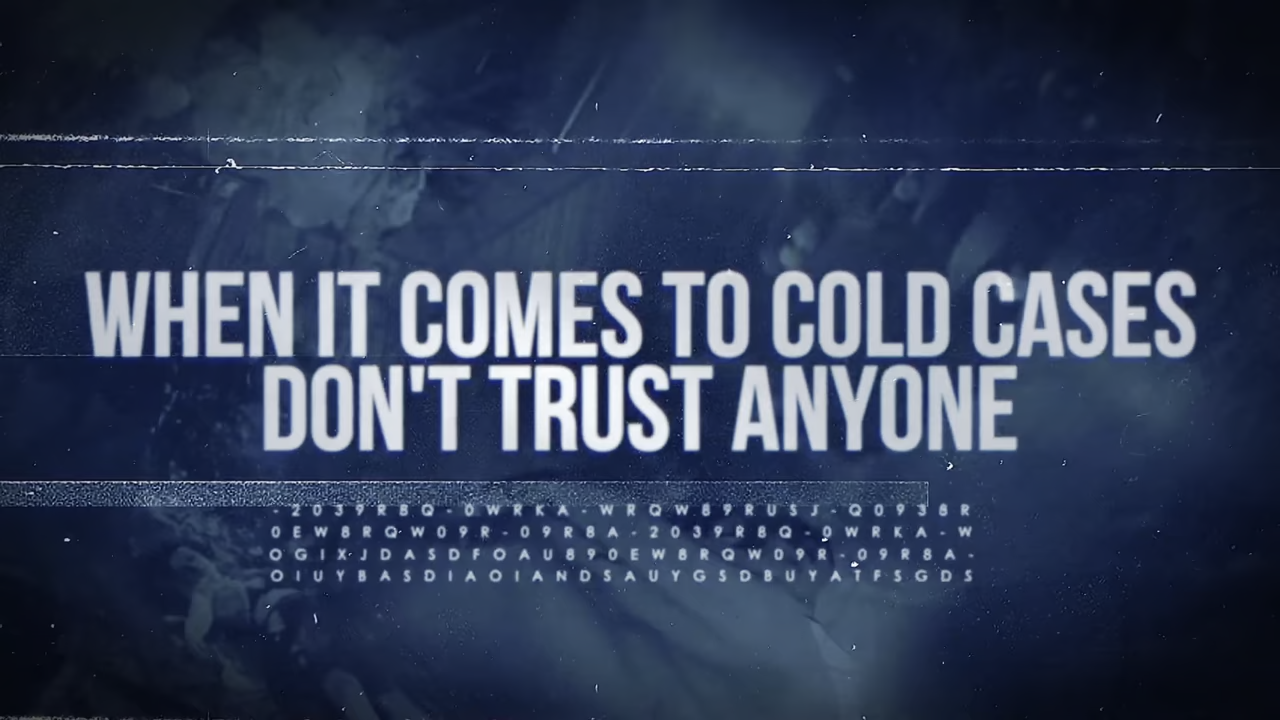 WHEN IT COMES TO COLD CASES
DON'T TRUST ANYONE
-2039RBQ-0WRKA-WRQW89RUSJ-Q0938R
0EW8RQW09R-09R8A-2039RBQ-0WRKA-W
OGIXJDASDFOAU890EW8RQW09R-09R8A-
OIUYBASDIAOIANDSAUYGSDBUYATFSGDS